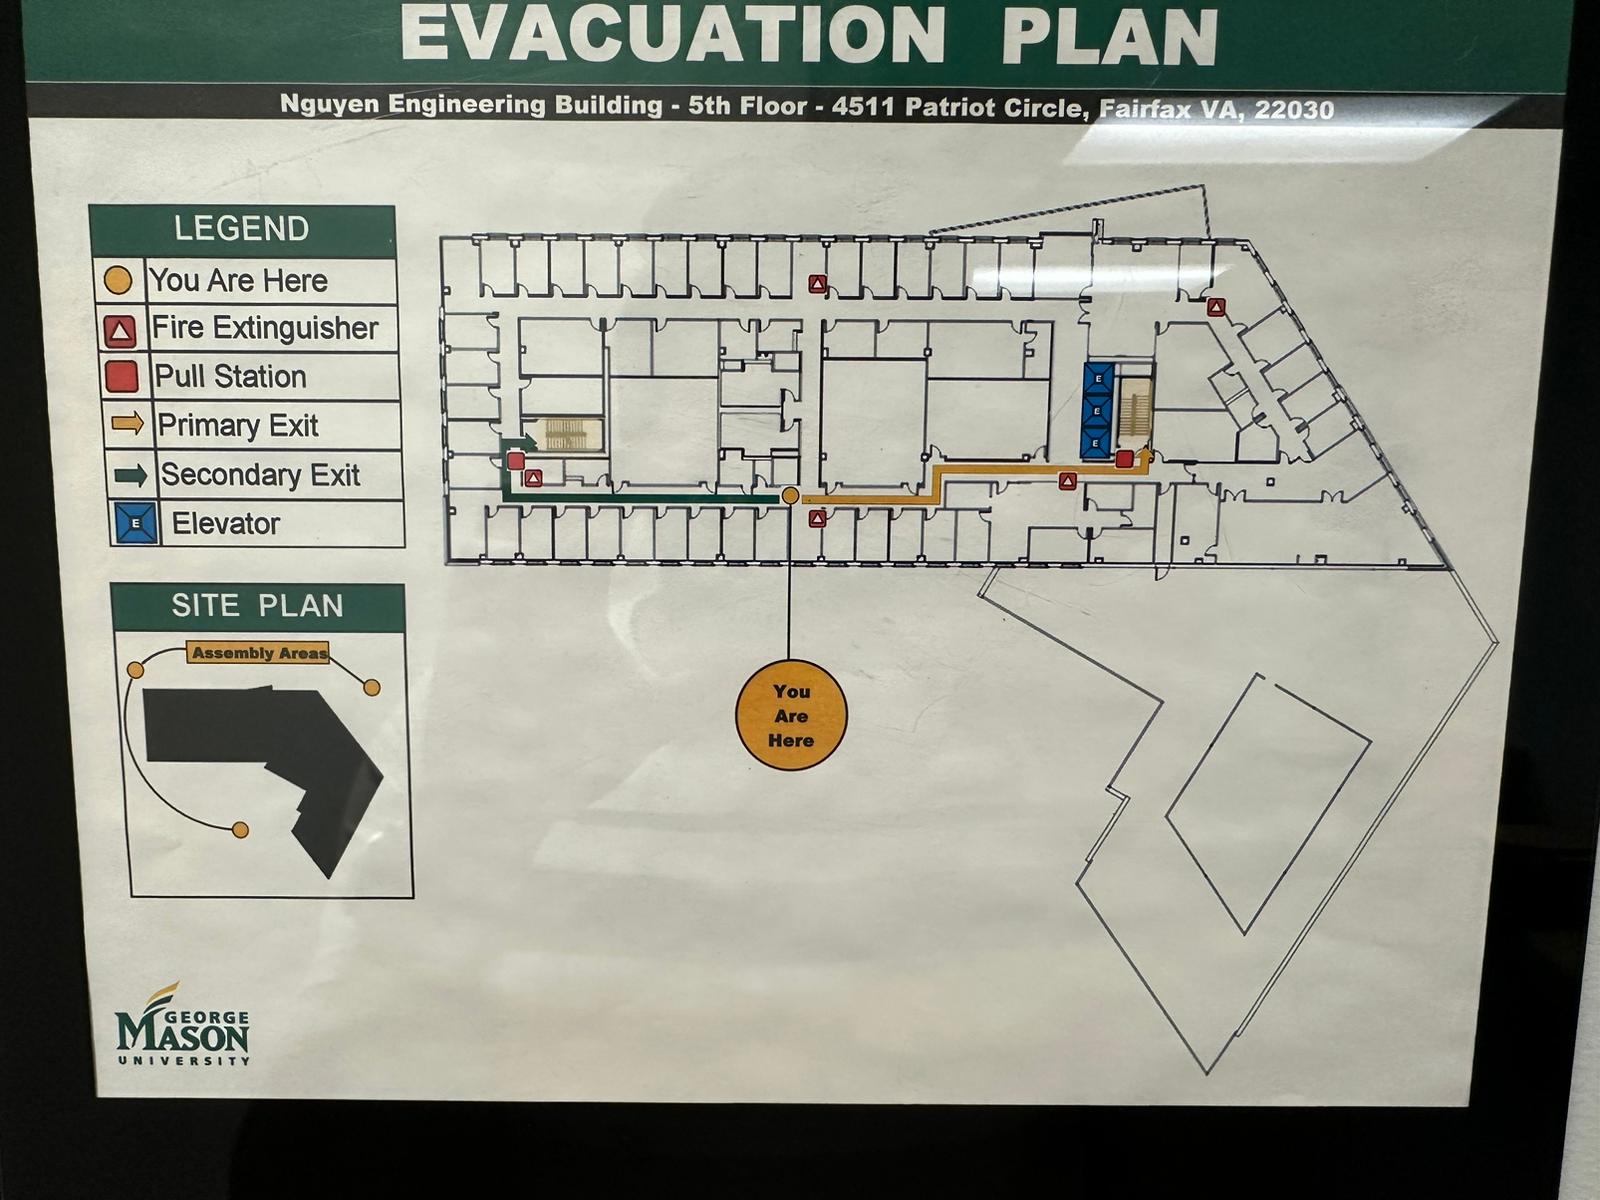 EVACUATION PLAN
Nguyen Engineering Building - 5th Floor - 4511 Patriot Circle, Fairfax VA, 22030
LEGEND
You Are Here
Fire Extinguisher
Pull Station
Primary Exit
Secondary Exit
E
Elevator
E
E
E
You
Are
Here
SITE PLAN
Assembly Areas
GEORGE
MASON
UNIVERSITY